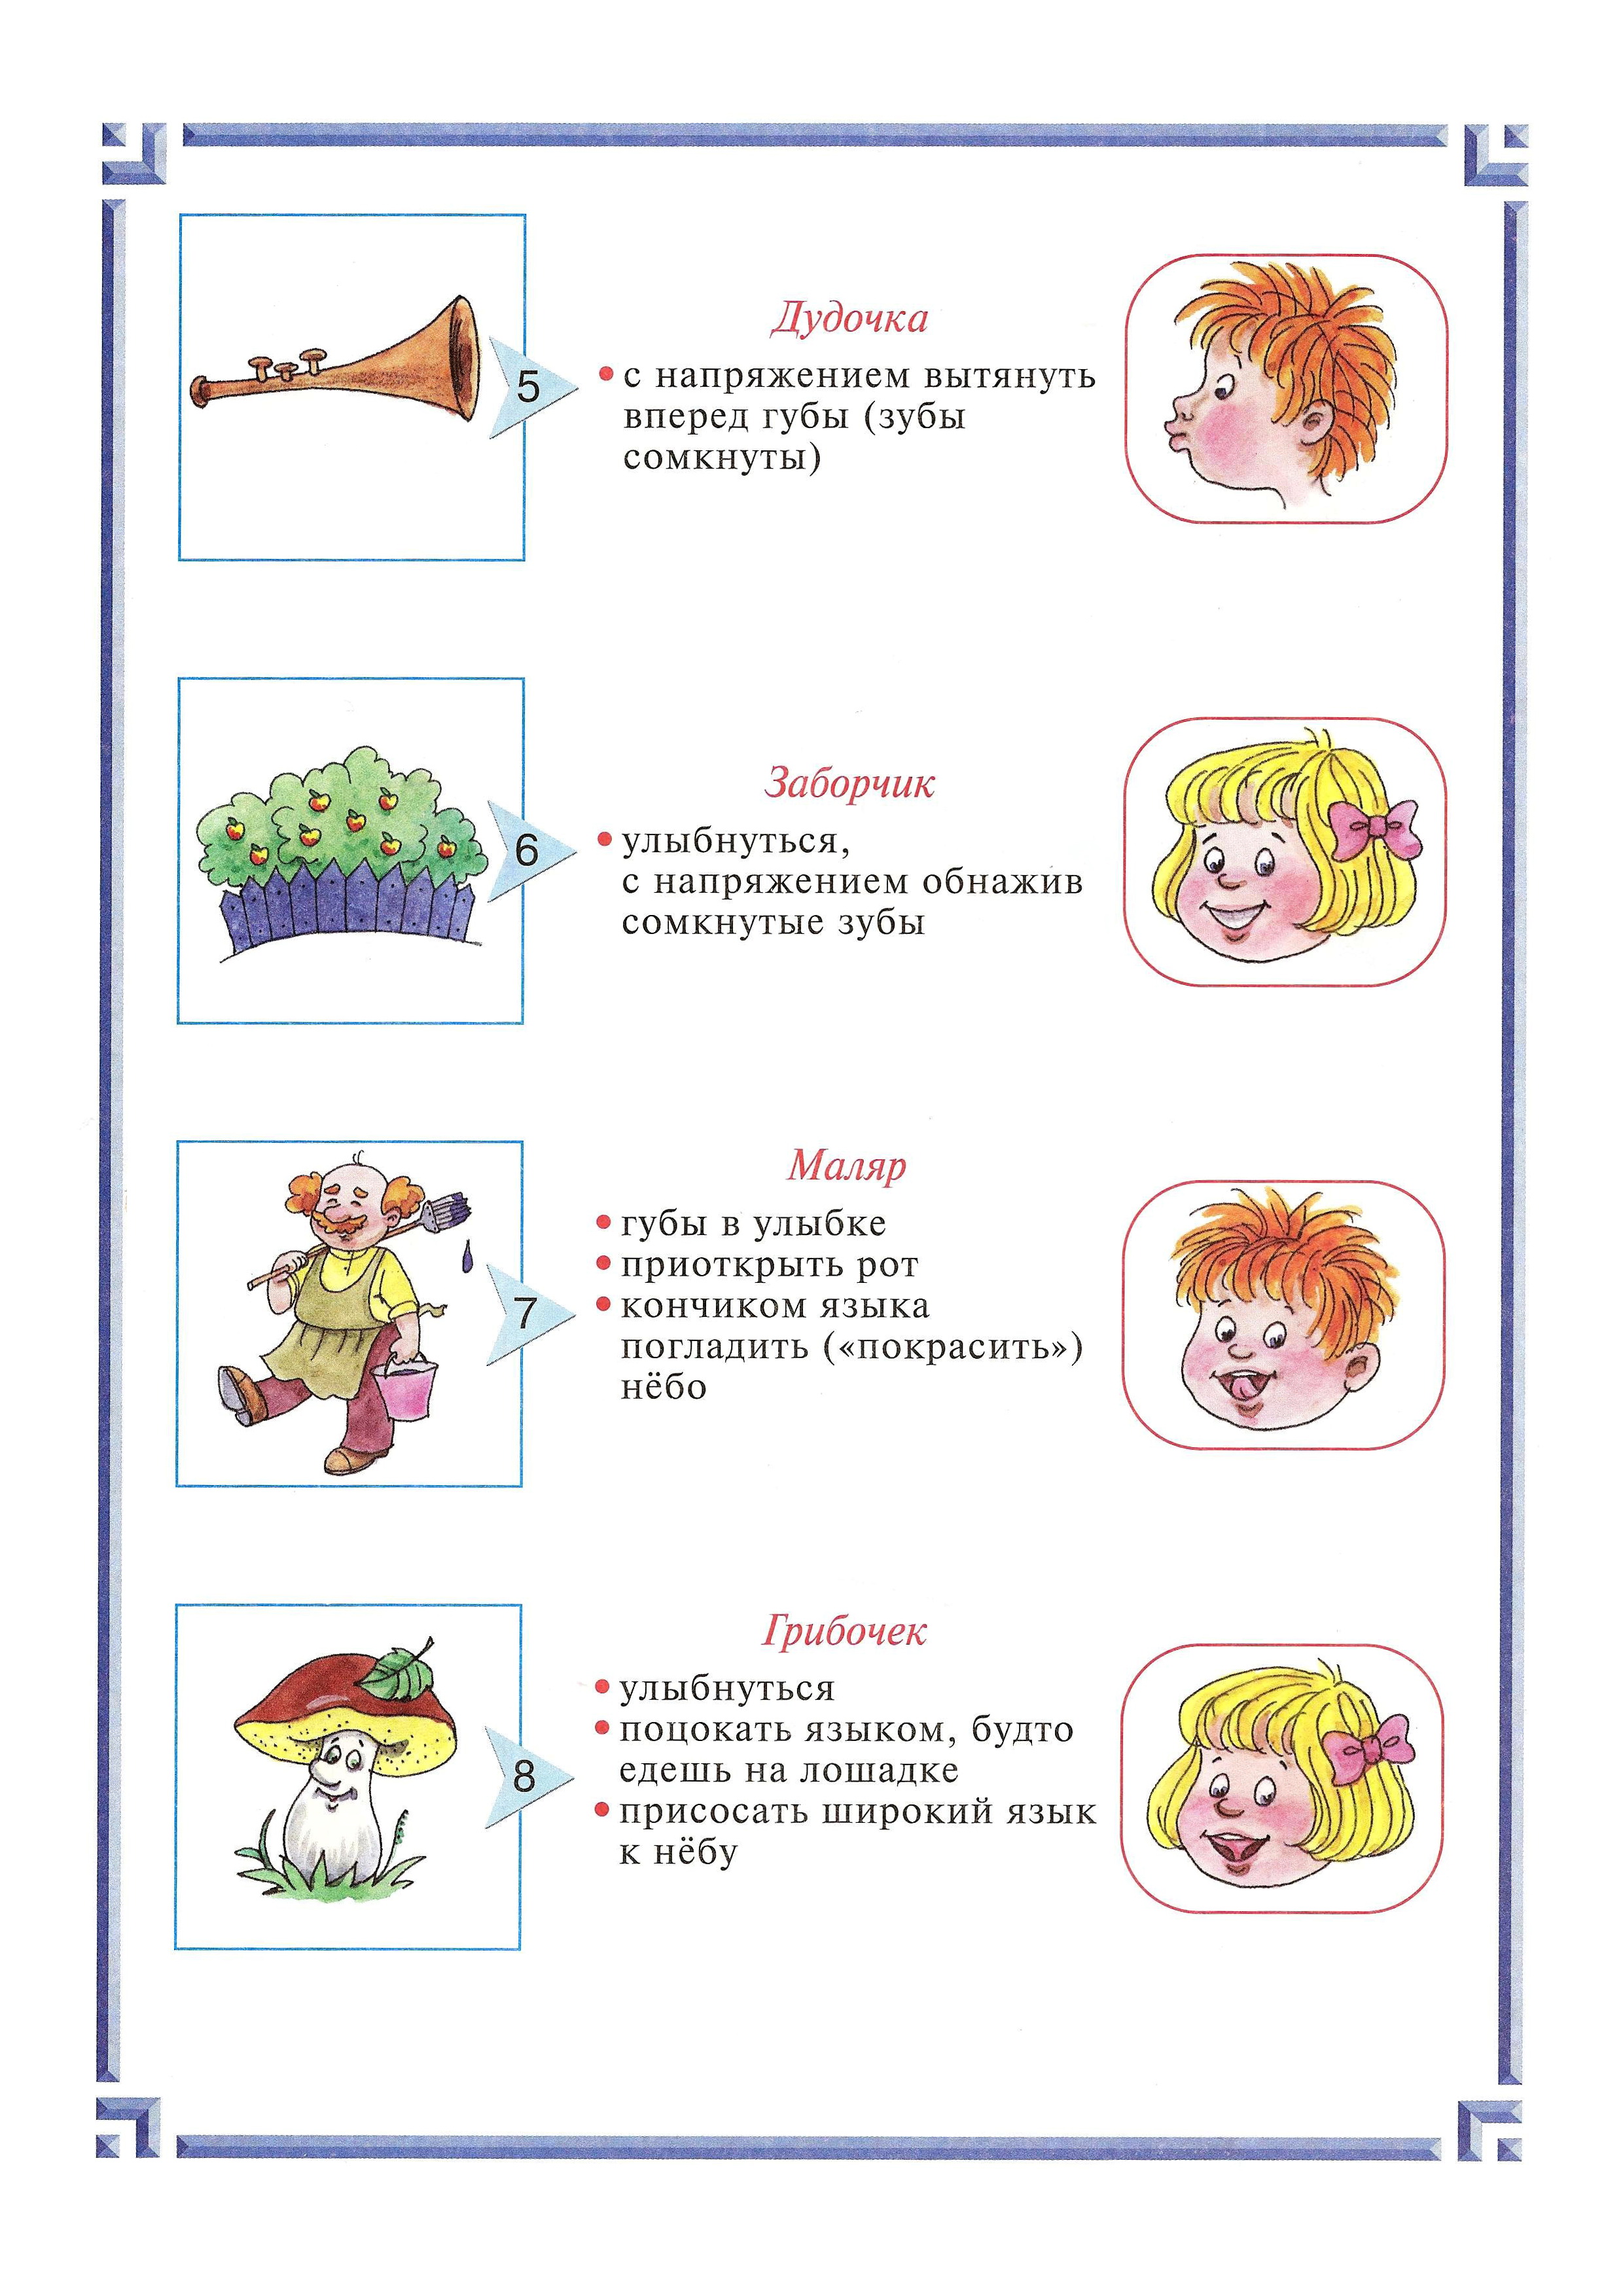 Дудочка
5
• с напряжением вытянуть
вперед губы (зубы
сомкнуты)
Заборчик
6
• улыбнуться,
с напряжением обнажив
сомкнутые зубы
Маляр
• губы в улыбке
• приоткрыть рот
7
• кончиком языка
погладить («покрасить»)
нёбо
Грибочек
• улыбнуться
• поцокать языком, будто
8
едешь на лошадке
• присосать широкий язык
к нёбу